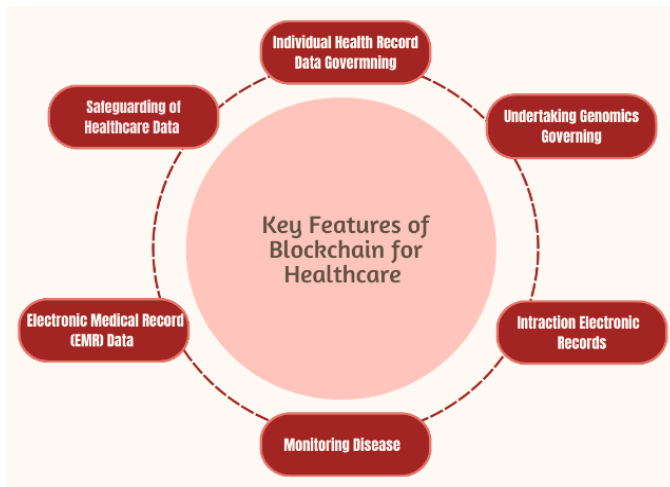 Individual Health Record
Data Govermning
Safeguarding of
Healthcare Data
Undertaking Genomics
Governing
Key Features of
Blockchain for
Healthcare
Electronic Medical Record
(EMR) Data
Intraction Electronic
Records
Monitoring Disease